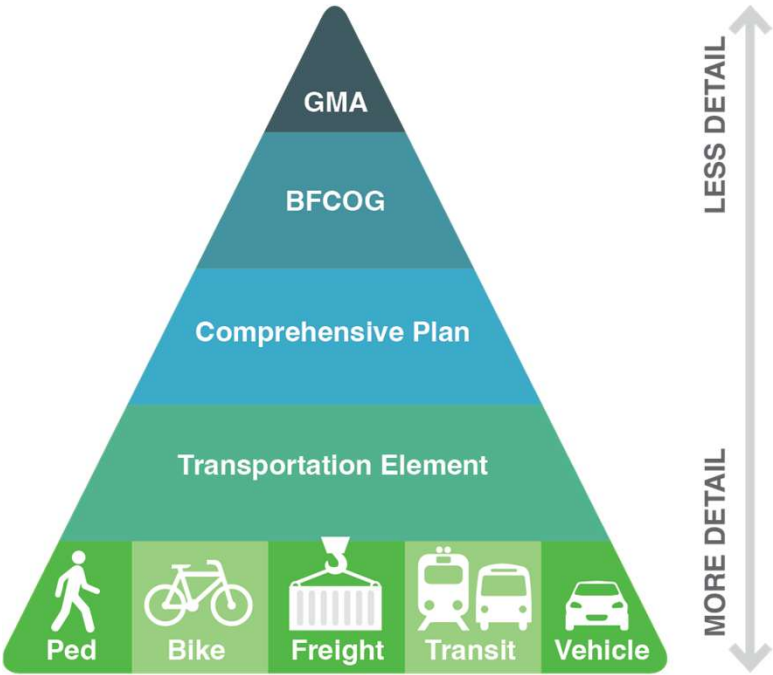 GMA
BFCOG
Comprehensive Plan
Transportation Element
Ped
Bike
Freight
Transit
Vehicle
LESS DETAIL
MORE DETAIL